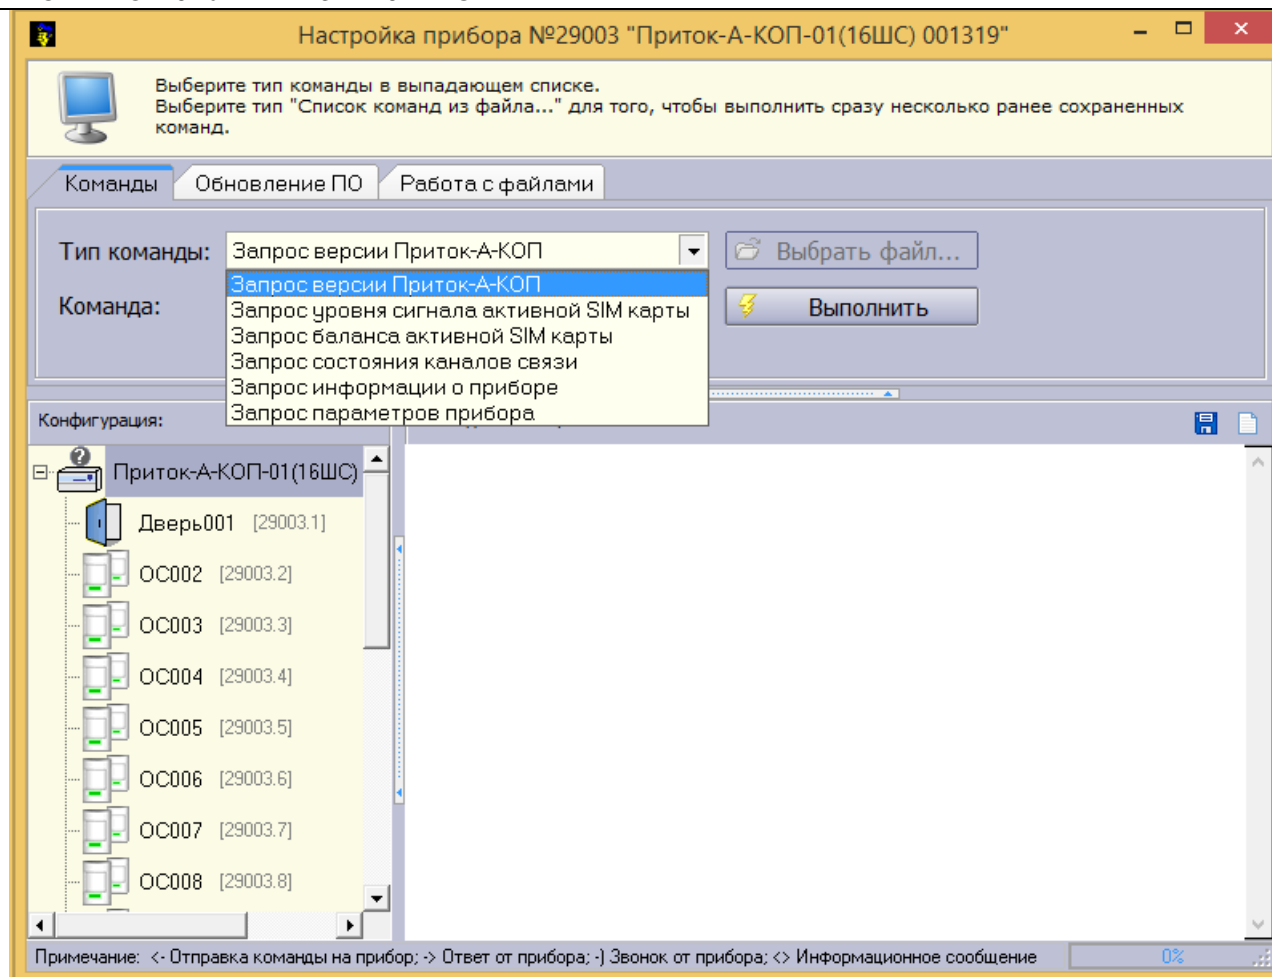 Настройка прибора №29003 "Приток-А-КОП-01(16ШС) 001319"
Выберите тип команды в выпадающем списке.
Выберите тип "Список команд из файла..." для того, чтобы выполнить сразу несколько ранее сохраненных
команд.
Команды Обновление ПО Работа с файлами
Тип команды: Запрос версии Приток-А-КОП Выбрать файл...
Запрос версии Приток-А-КОП
Команда: Запрос уровня сигнала активной SIM карты Выполнить
Запрос баланса активной SIM карты
Запрос состояния каналов связи
Запрос информации о приборе
Запрос параметров прибора
Конфигурация:
Приток-А-КОП-01(16ШС)
Дверь001 [29003.1]
ОС002 [29003.2]
ОС003 [29003.3]
ОС004 [29003.4]
ОС005 [29003.5]
ОС006 [29003.6]
ОС007 [29003.7]
ОС008 [29003.8]
Примечание: <- Отправка команды на прибор; -> Ответ от прибора; -) Звонок от прибора; <> Информационное сообщение 0%